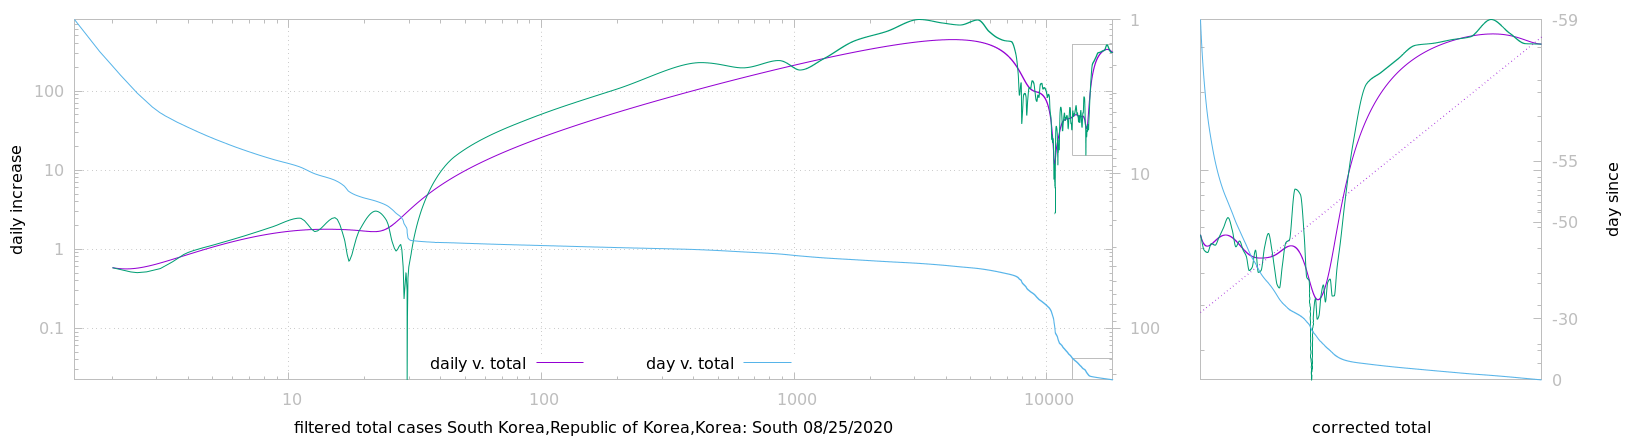 daily increase
100
10
1
0.1
10
100
1000
10000
1
10
100
daily v. total
day v. total
filtered total cases South Korea,Republic of Korea,Korea: South 08/25/2020
-59
-55
-50
-30
0
day since
corrected total